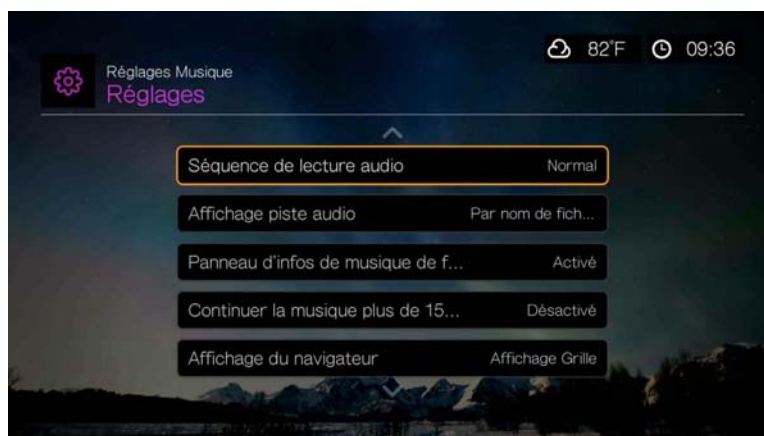 82°F 09:36
Réglages Musique
Réglages
Séquence de lecture audio Normal
Affichage piste audio Par nom de fich...
Panneau d'infos de musique de f... Activé
Continuer la musique plus de 15... Désactivé
Affichage du navigateur Affichage Grille